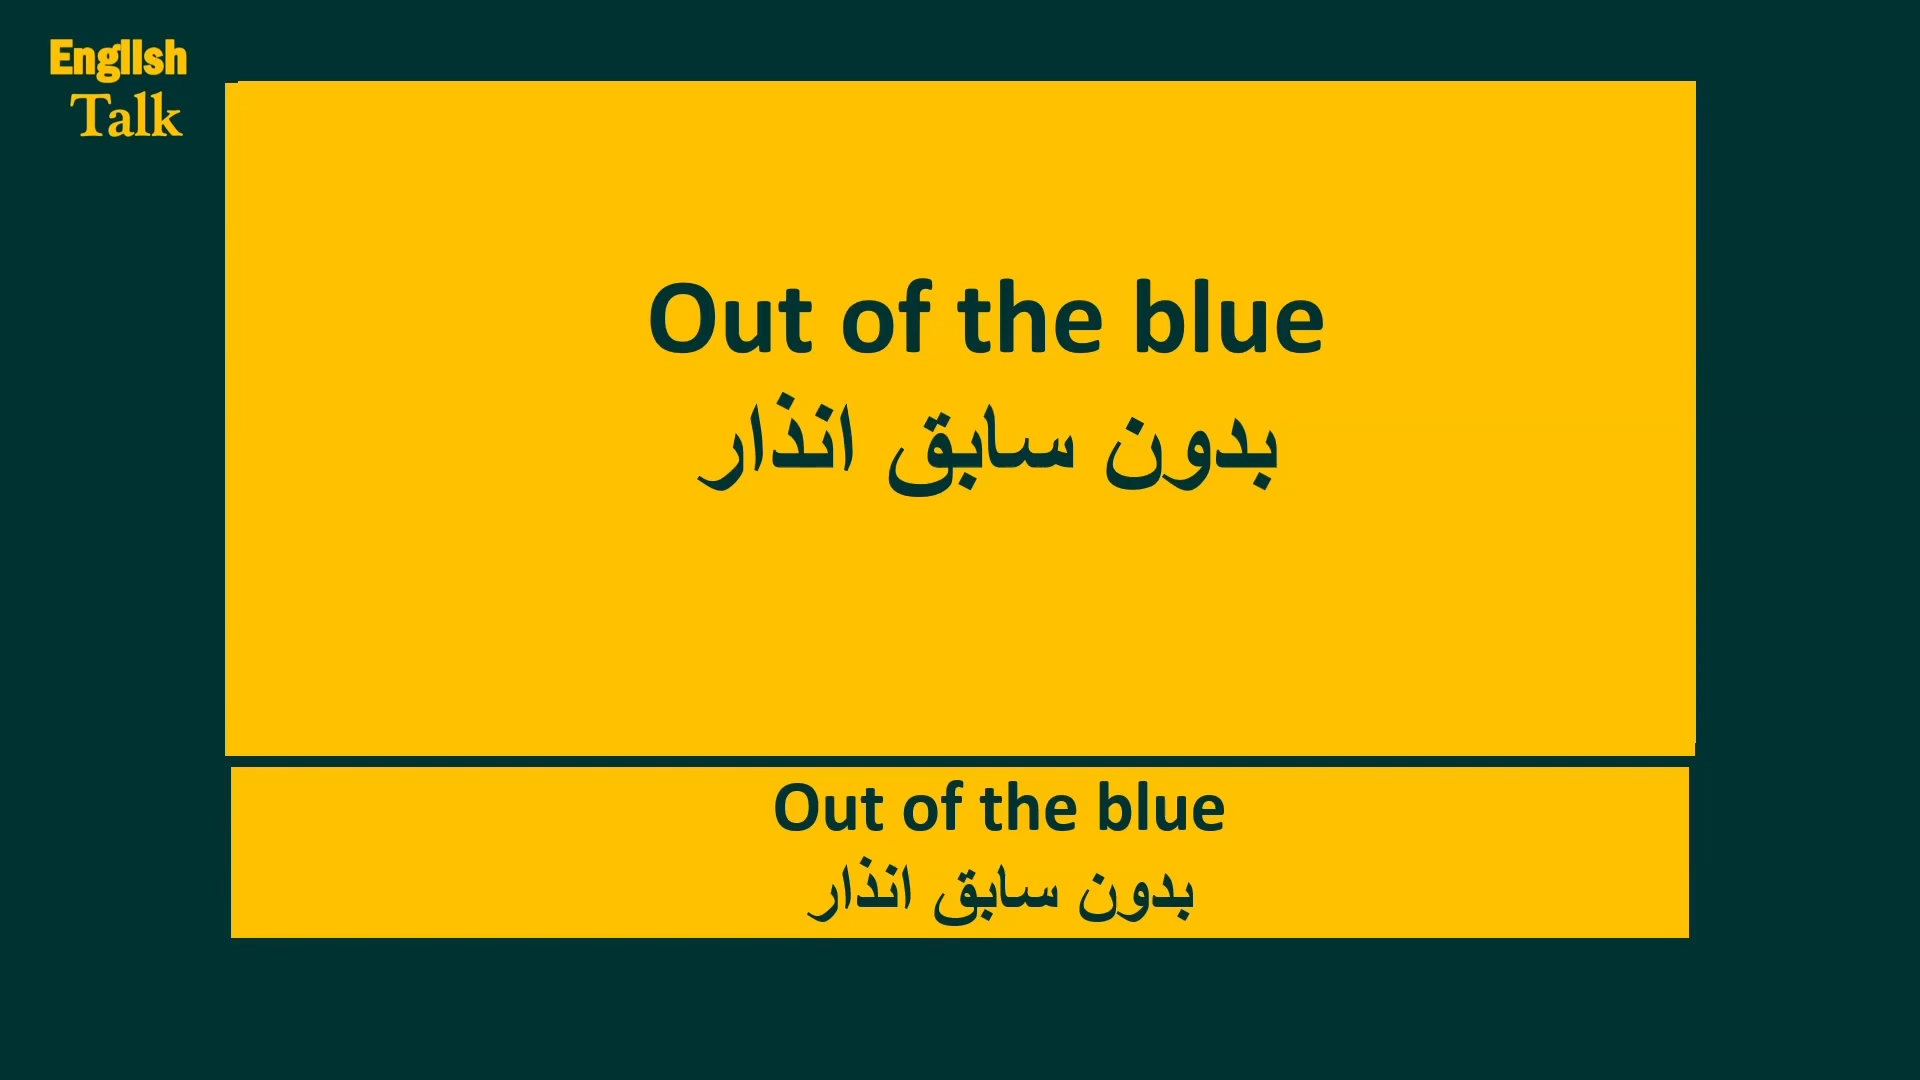 English
Talk
Out of the blue
بدون سابق انذار
Out of the blue
بدون سابق انذار